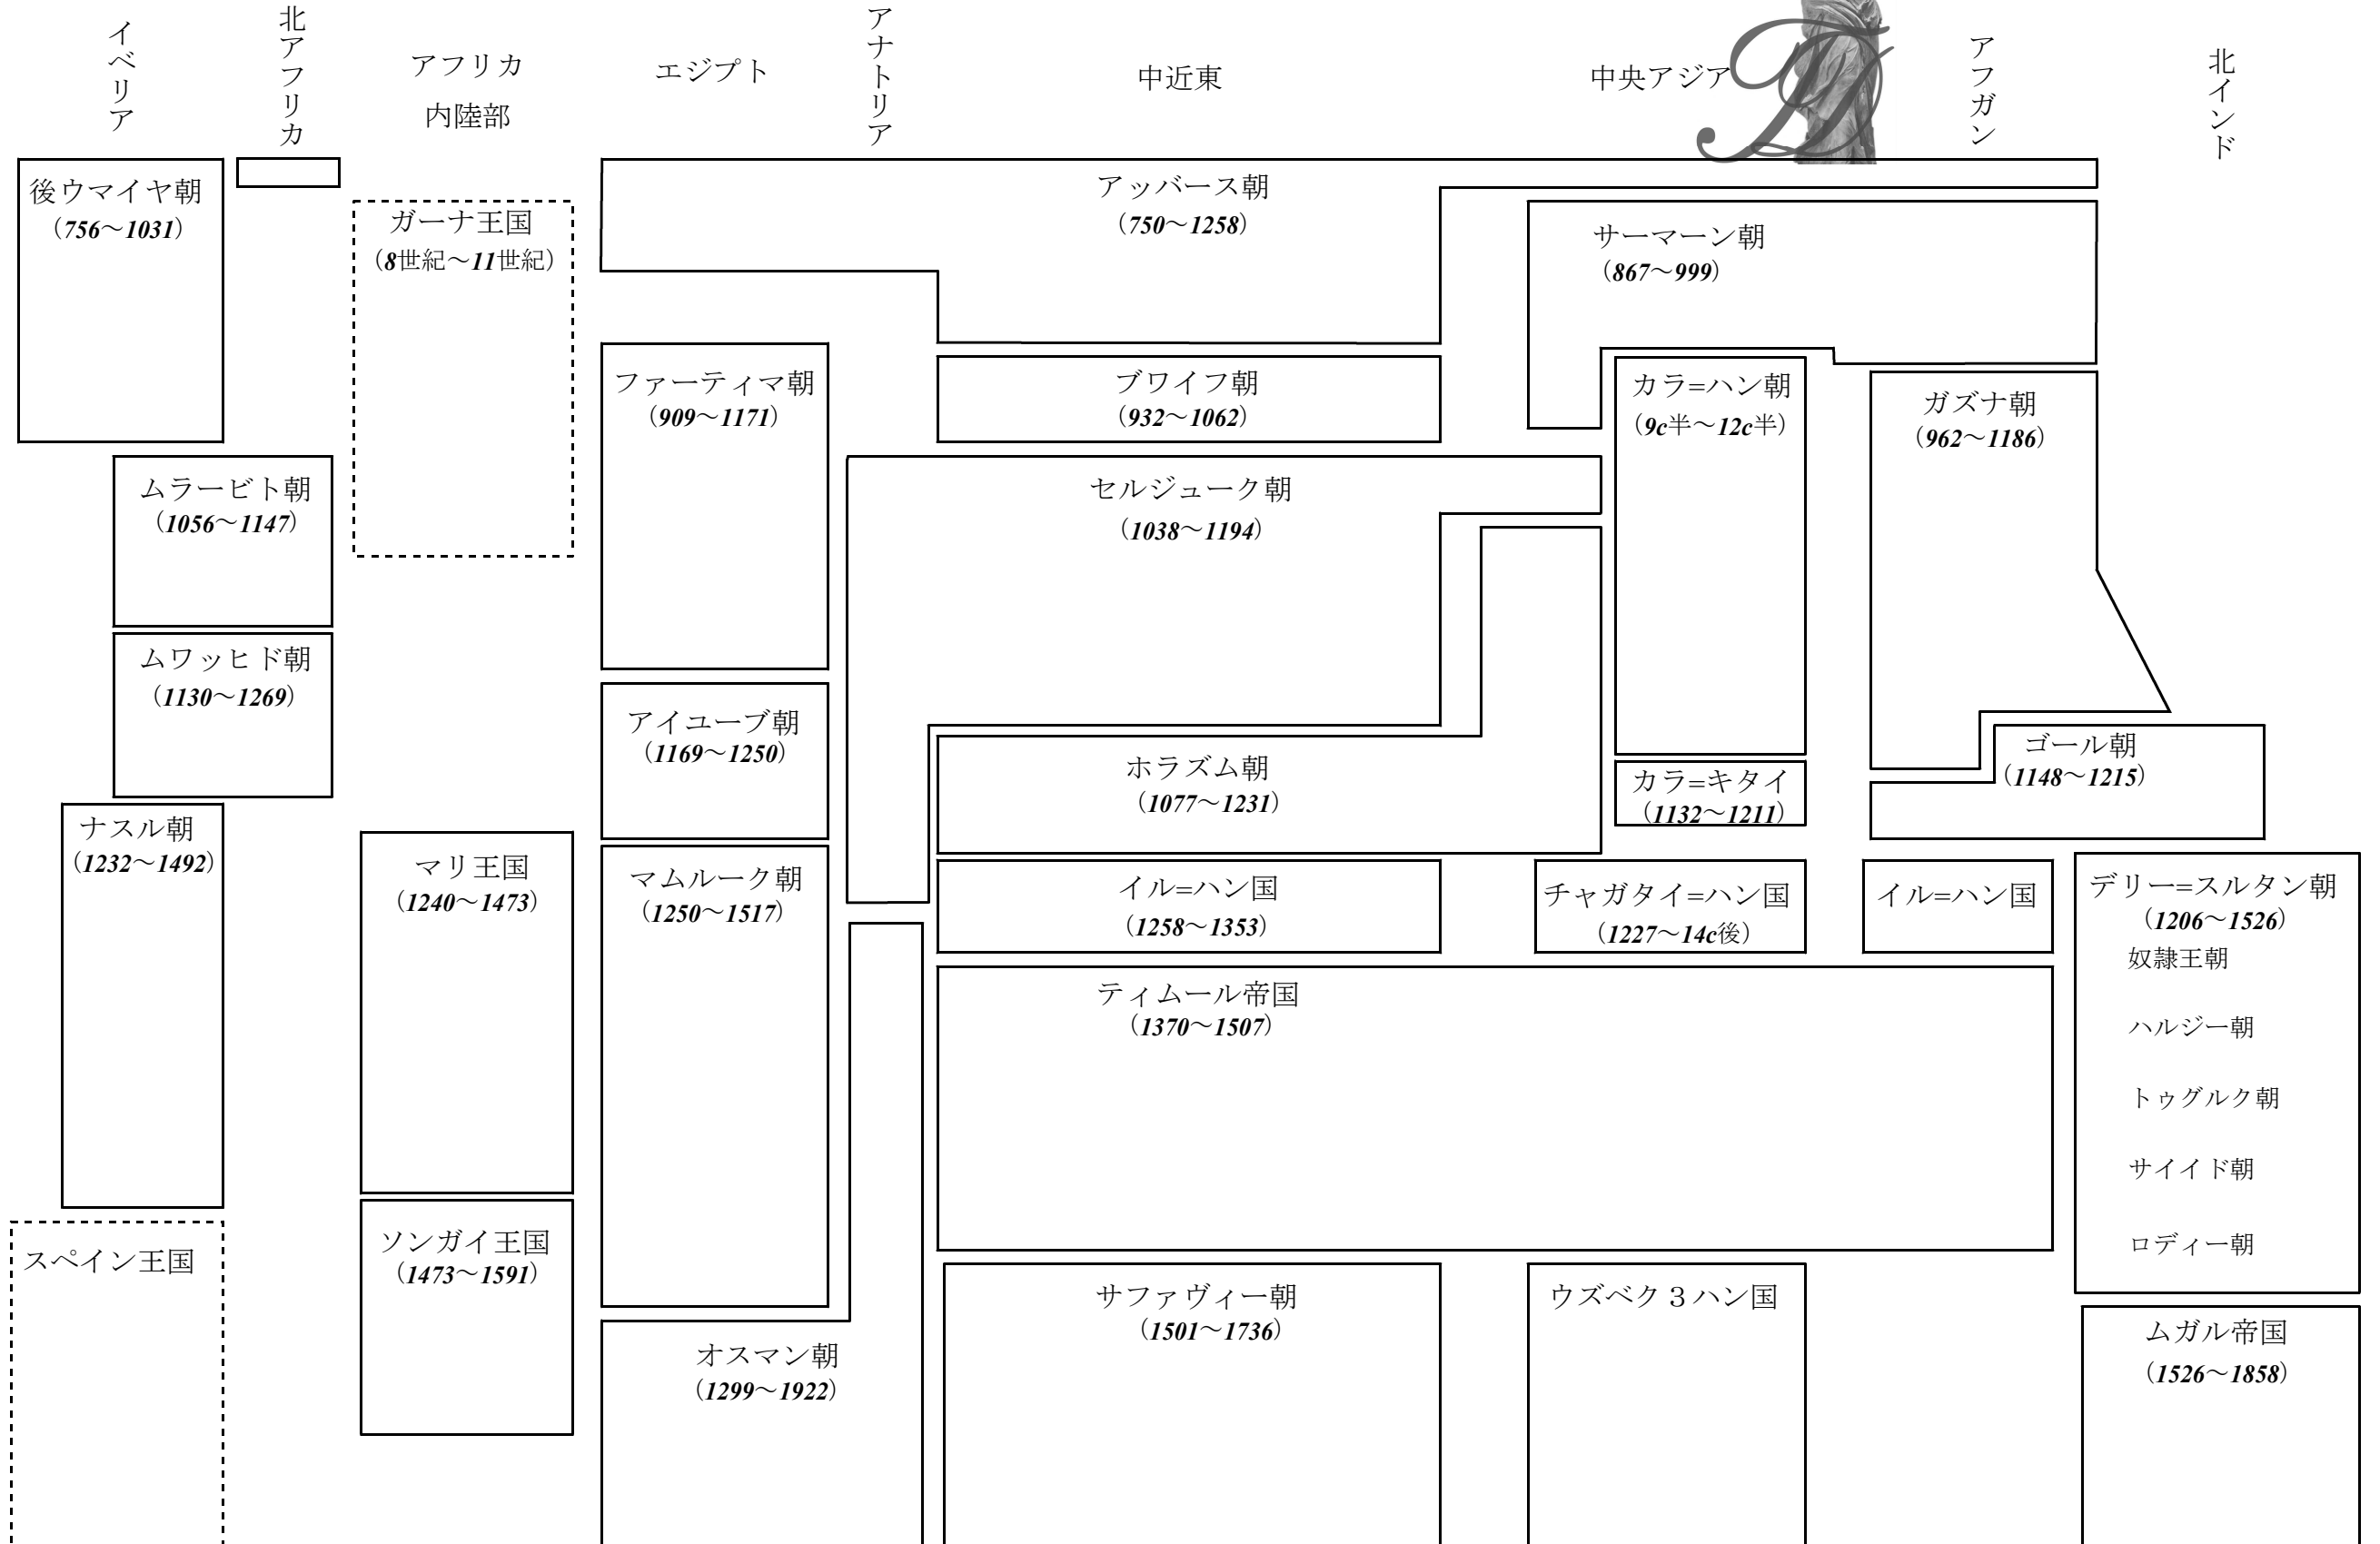 イベリア
北アフリカ
アフリカ
内陸部
エジプト
アナトリア
中近東
中央アジア
アフガン
北インド
後ウマイヤ朝
（756～1031）
ガーナ王国
（8世紀～11世紀）
アッバース朝
（750～1258）
サーマーン朝
（867～999）
ファーティマ朝
（909～1171）
ブワイフ朝
（932～1062）
カラ=ハン朝
（9c半～12c半）
ガズナ朝
（962～1186）
ムラービト朝
（1056～1147）
セルジューク朝
（1038～1194）
ムワッヒド朝
（1130～1269）
アイユーブ朝
（1169～1250）
ホラズム朝
（1077～1231）
カラ=キタイ
（1132～1211）
ゴール朝
（1148～1215）
ナスル朝
（1232～1492）
マリ王国
（1240～1473）
マムルーク朝
（1250～1517）
イル=ハン国
（1258～1353）
チャガタイ=ハン国
（1227～14c後）
イル=ハン国
デリー=スルタン朝
（1206～1526）
奴隷王朝
ハルジー朝
トゥグルク朝
サイイド朝
ロディー朝
ティムール帝国
（1370～1507）
スペイン王国
ソンガイ王国
（1473～1591）
オスマン朝
（1299～1922）
サファヴィー朝
（1501～1736）
ウズベク３ハン国
ムガル帝国
（1526～1858）